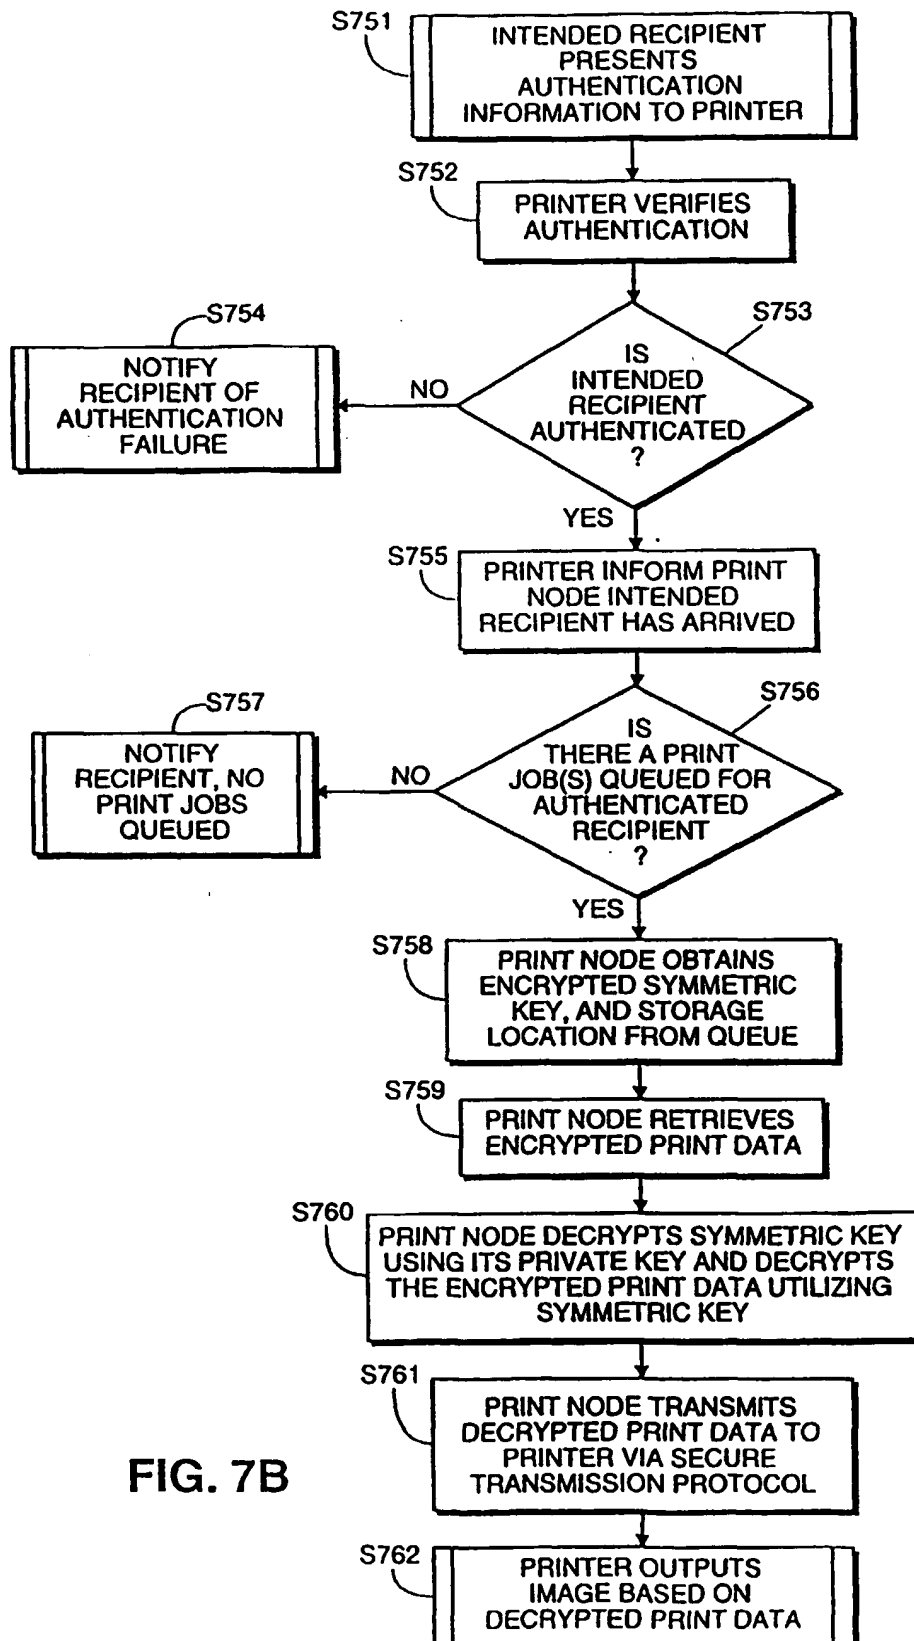 S751
INTENDED RECIPIENT
PRESENTS
AUTHENTICATION
INFORMATION TO PRINTER
S752
PRINTER VERIFIES
AUTHENTICATION
S753
IS
INTENDED
RECIPIENT
AUTHENTICATED
?
S754
NOTIFY
RECIPIENT OF
AUTHENTICATION
FAILURE
NO
YES
S755
PRINTER INFORM PRINT
NODE INTENDED
RECIPIENT HAS ARRIVED
S756
IS
THERE A PRINT
JOB(S) QUEUED FOR
AUTHENTICATED
RECIPIENT
?
S757
NOTIFY
RECIPIENT, NO
PRINT JOBS
QUEUED
NO
YES
S758
PRINT NODE OBTAINS
ENCRYPTED SYMMETRIC
KEY, AND STORAGE
LOCATION FROM QUEUE
S759
PRINT NODE RETRIEVES
ENCRYPTED PRINT DATA
S760
PRINT NODE DECRYPTS SYMMETRIC KEY
USING ITS PRIVATE KEY AND DECRYPTS
THE ENCRYPTED PRINT DATA UTILIZING
SYMMETRIC KEY
S761
PRINT NODE TRANSMITS
DECRYPTED PRINT DATA TO
PRINTER VIA SECURE
TRANSMISSION PROTOCOL
FIG. 7B
S762
PRINTER OUTPUTS
IMAGE BASED ON
DECRYPTED PRINT DATA